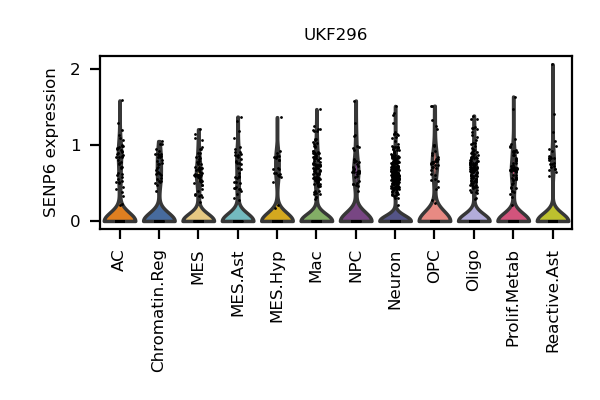 UKF296
SENP6 expression
2
1
0
AC
Chromatin.Reg
MES
MES.Ast
MES.Hyp
Mac
NPC
Neuron
OPC
Oligo
Prolif.Metab
Reactive.Ast